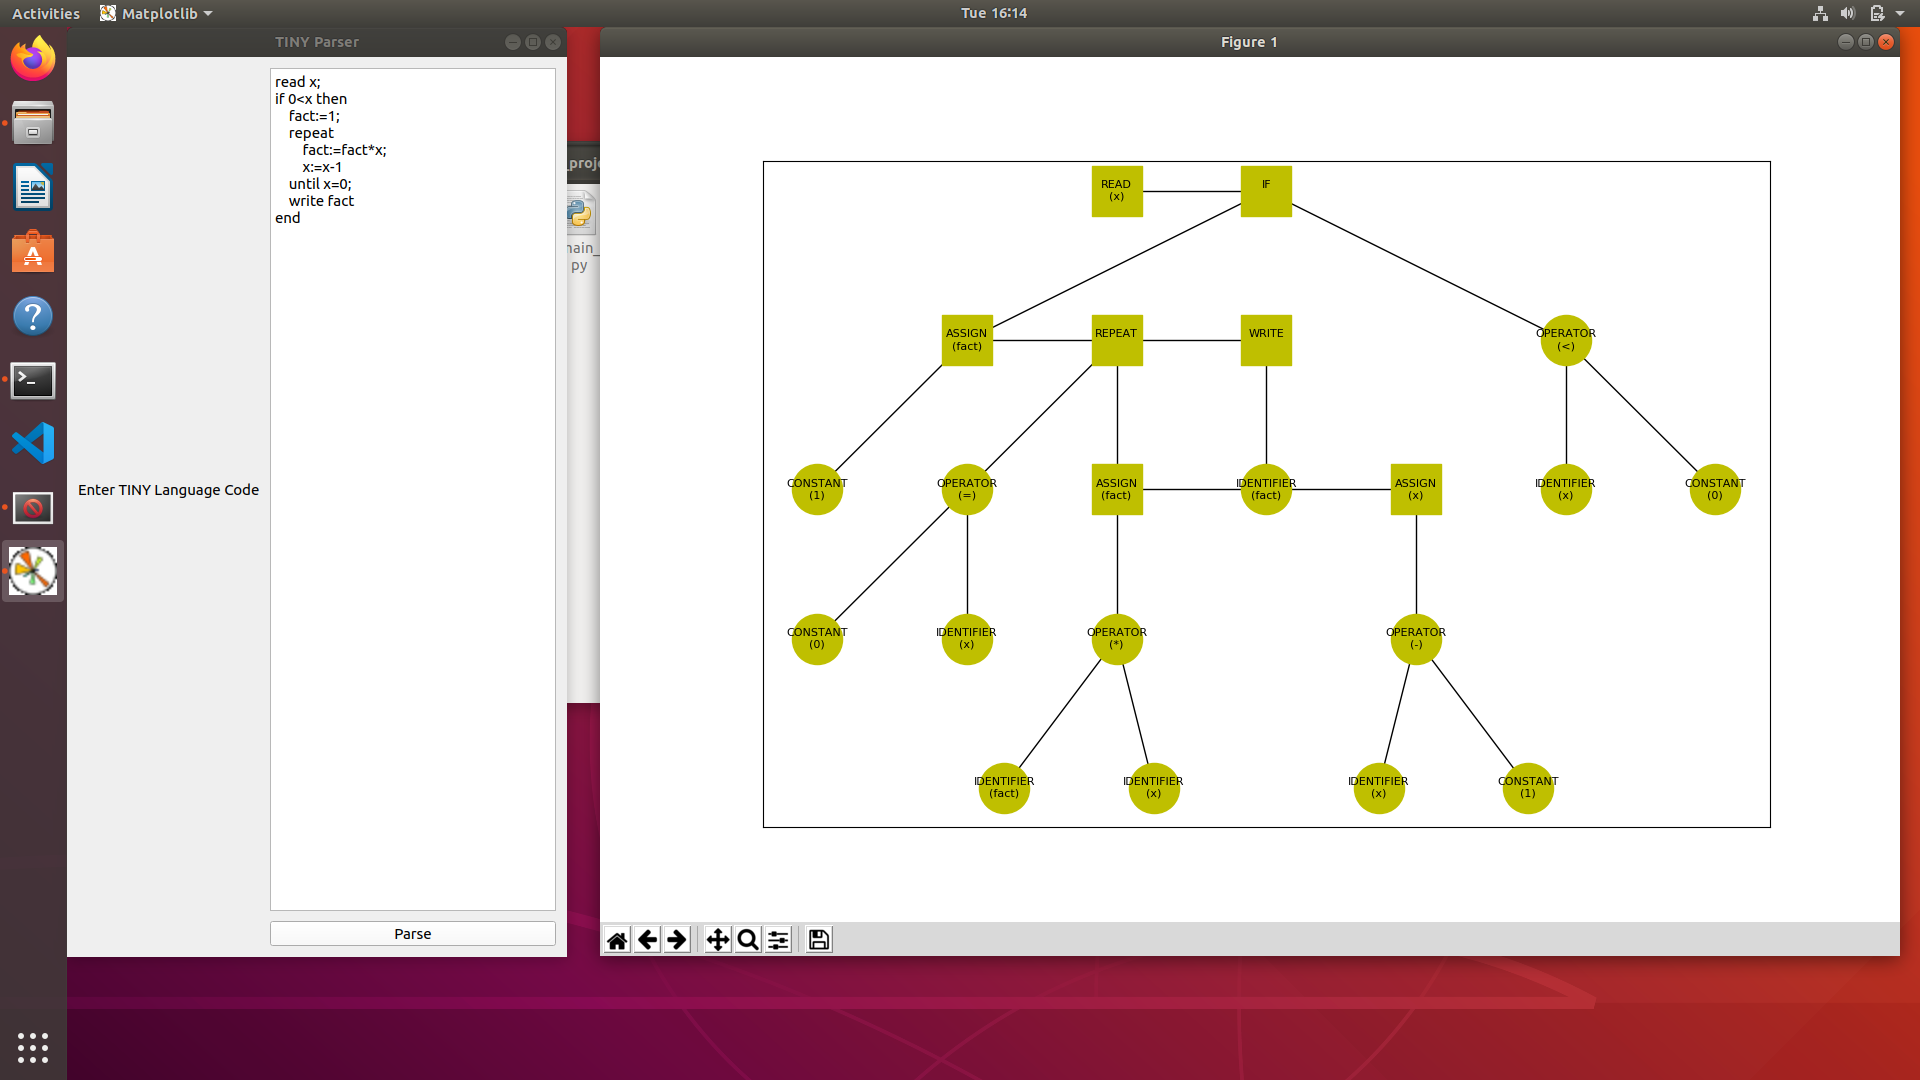 Activities
Matplotlib
Tue 16:14
TINY Parser
Figure 1
read x;
if 0<x then
fact:=1;
repeat
fact:=fact*x;
x:=x-1
until x=0;
write fact
end
Enter TINY Language Code
Parse
_proje
main_
py
READ
(x)
IF
ASSIGN
(fact)
REPEAT
WRITE
OPERATOR
(<)
CONSTANT
(1)
OPERATOR
(=)
ASSIGN
(fact)
IDENTIFIER
(fact)
ASSIGN
(x)
IDENTIFIER
(x)
CONSTANT
(0)
CONSTANT
(0)
IDENTIFIER
(x)
OPERATOR
(*)
OPERATOR
(-)
IDENTIFIER
(fact)
IDENTIFIER
(x)
IDENTIFIER
(x)
CONSTANT
(1)